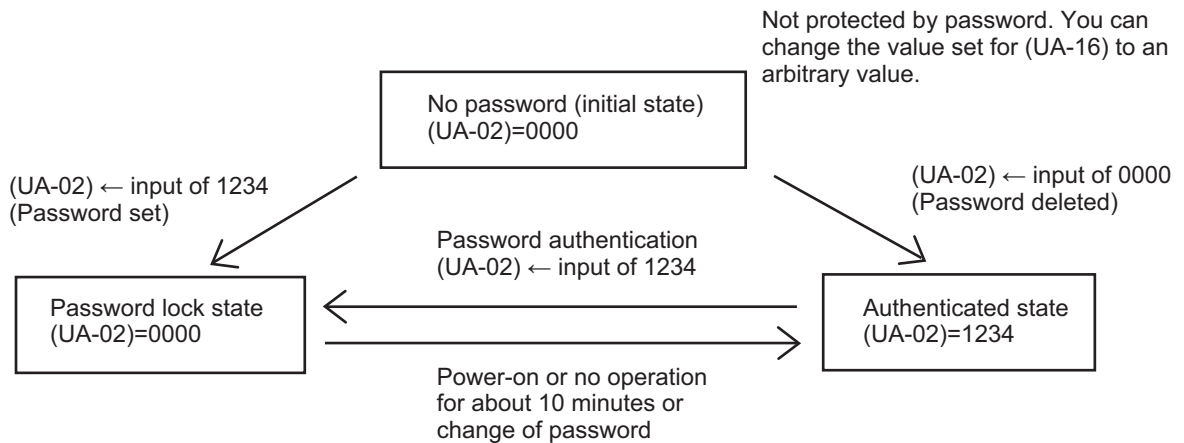 Not protected by password. You can
change the value set for (UA-16) to an
arbitrary value.
No password (initial state)
(UA-02)=0000
(UA-02) ← input of 1234
(Password set)
(UA-02) ← input of 0000
(Password deleted)
Password authentication
(UA-02) ← input of 1234
Password lock state
(UA-02)=0000
Authenticated state
(UA-02)=1234
Power-on or no operation
for about 10 minutes or
change of password